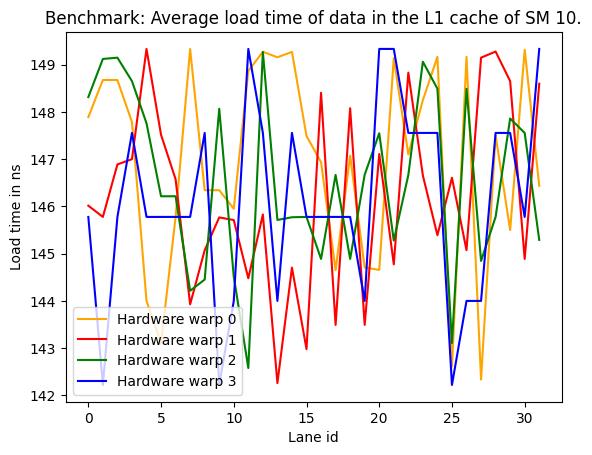 Benchmark: Average load time of data in the L1 cache of SM 10.
Load time in ns
149
148
147
146
145
144
143
142
Hardware warp 0
Hardware warp 1
Hardware warp 2
Hardware warp 3
0
5
10
15
20
25
30
Lane id